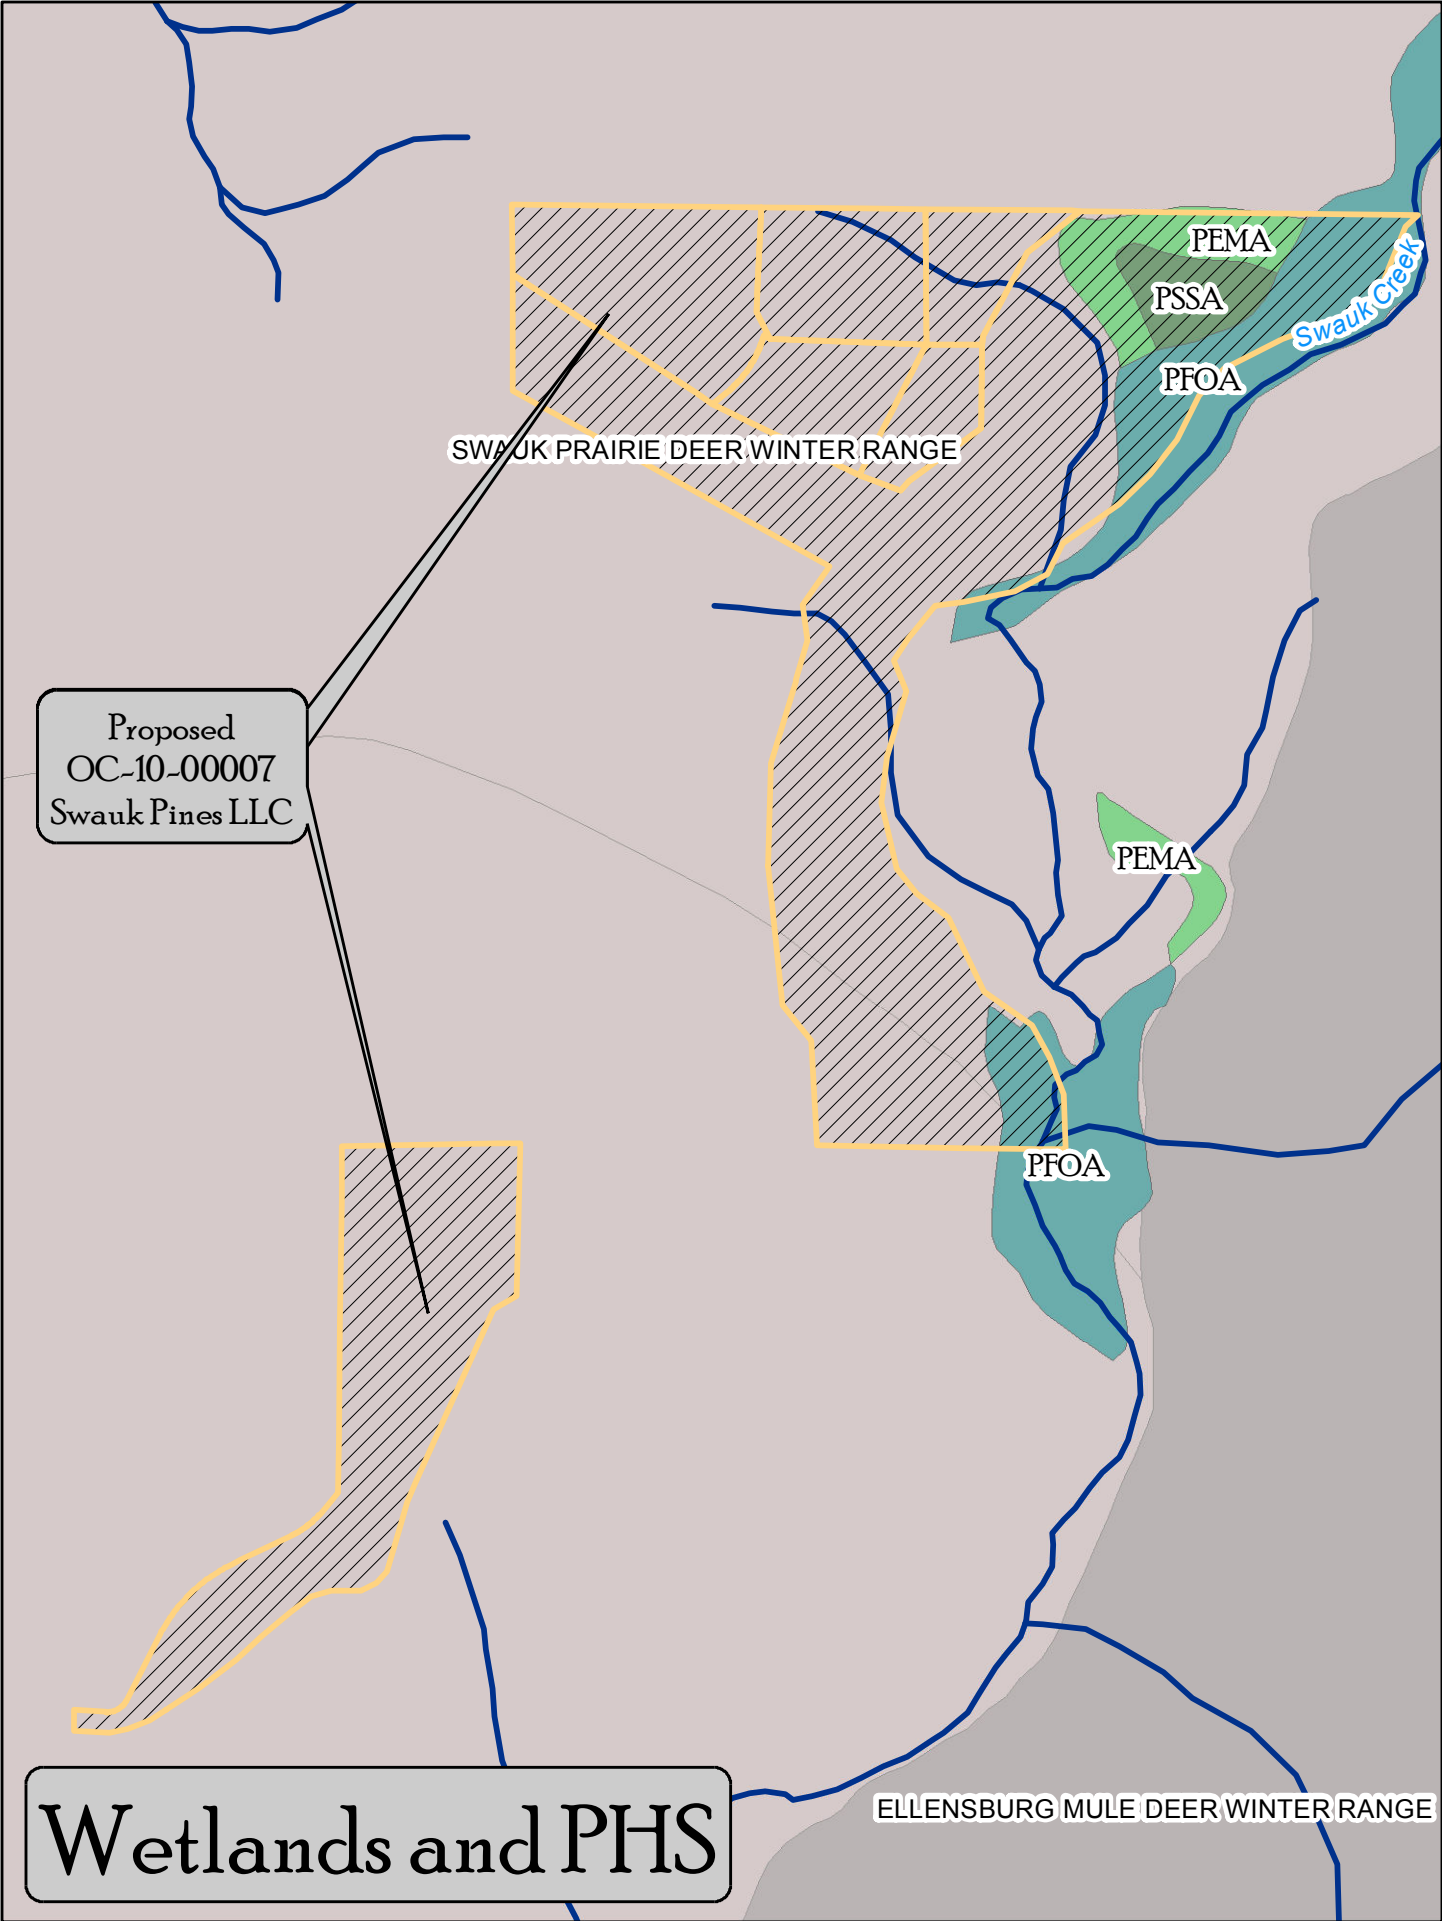 PEMA
PSSA
Swauk Creek
PFOA
SWAUK PRAIRIE DEER WINTER RANGE
Proposed
OC-10-00007
Swauk Pines LLC
PEMA
PFOA
ELLENSBURG MULE DEER WINTER RANGE
Wetlands and PHS